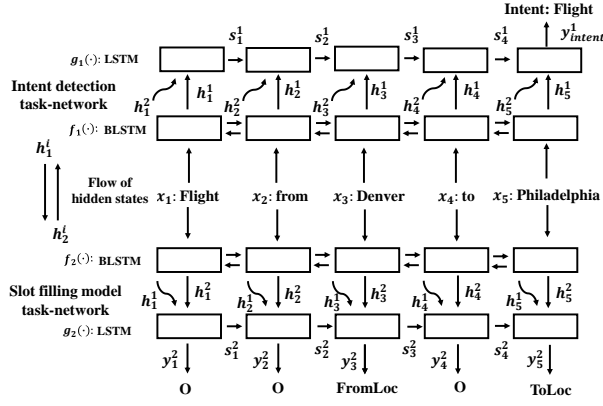 Intent: Flight
g₁(·): LSTM s₁¹ s₂¹ s₃¹ s₄¹ y¹ᵢₙₜₑₙₜ
Intent detection
task-network
h₁² h₁¹ h₂² h₂¹ h₃² h₃¹ h₄² h₄¹ h₅² h₅¹
f₁(·): BLSTM
h₁ⁱ
Flow of
hidden states
x₁: Flight x₂: from x₃: Denver x₄: to x₅: Philadelphia
h₂ⁱ
f₂(·): BLSTM
Slot filling model
task-network
h₁¹ h₁² h₂¹ h₂² h₃¹ h₃² h₄¹ h₄² h₅¹ h₅²
g₂(·): LSTM
s₁² s₂² s₃² s₄²
y₁² y₂² y₃² y₄² y₅²
O O FromLoc O ToLoc